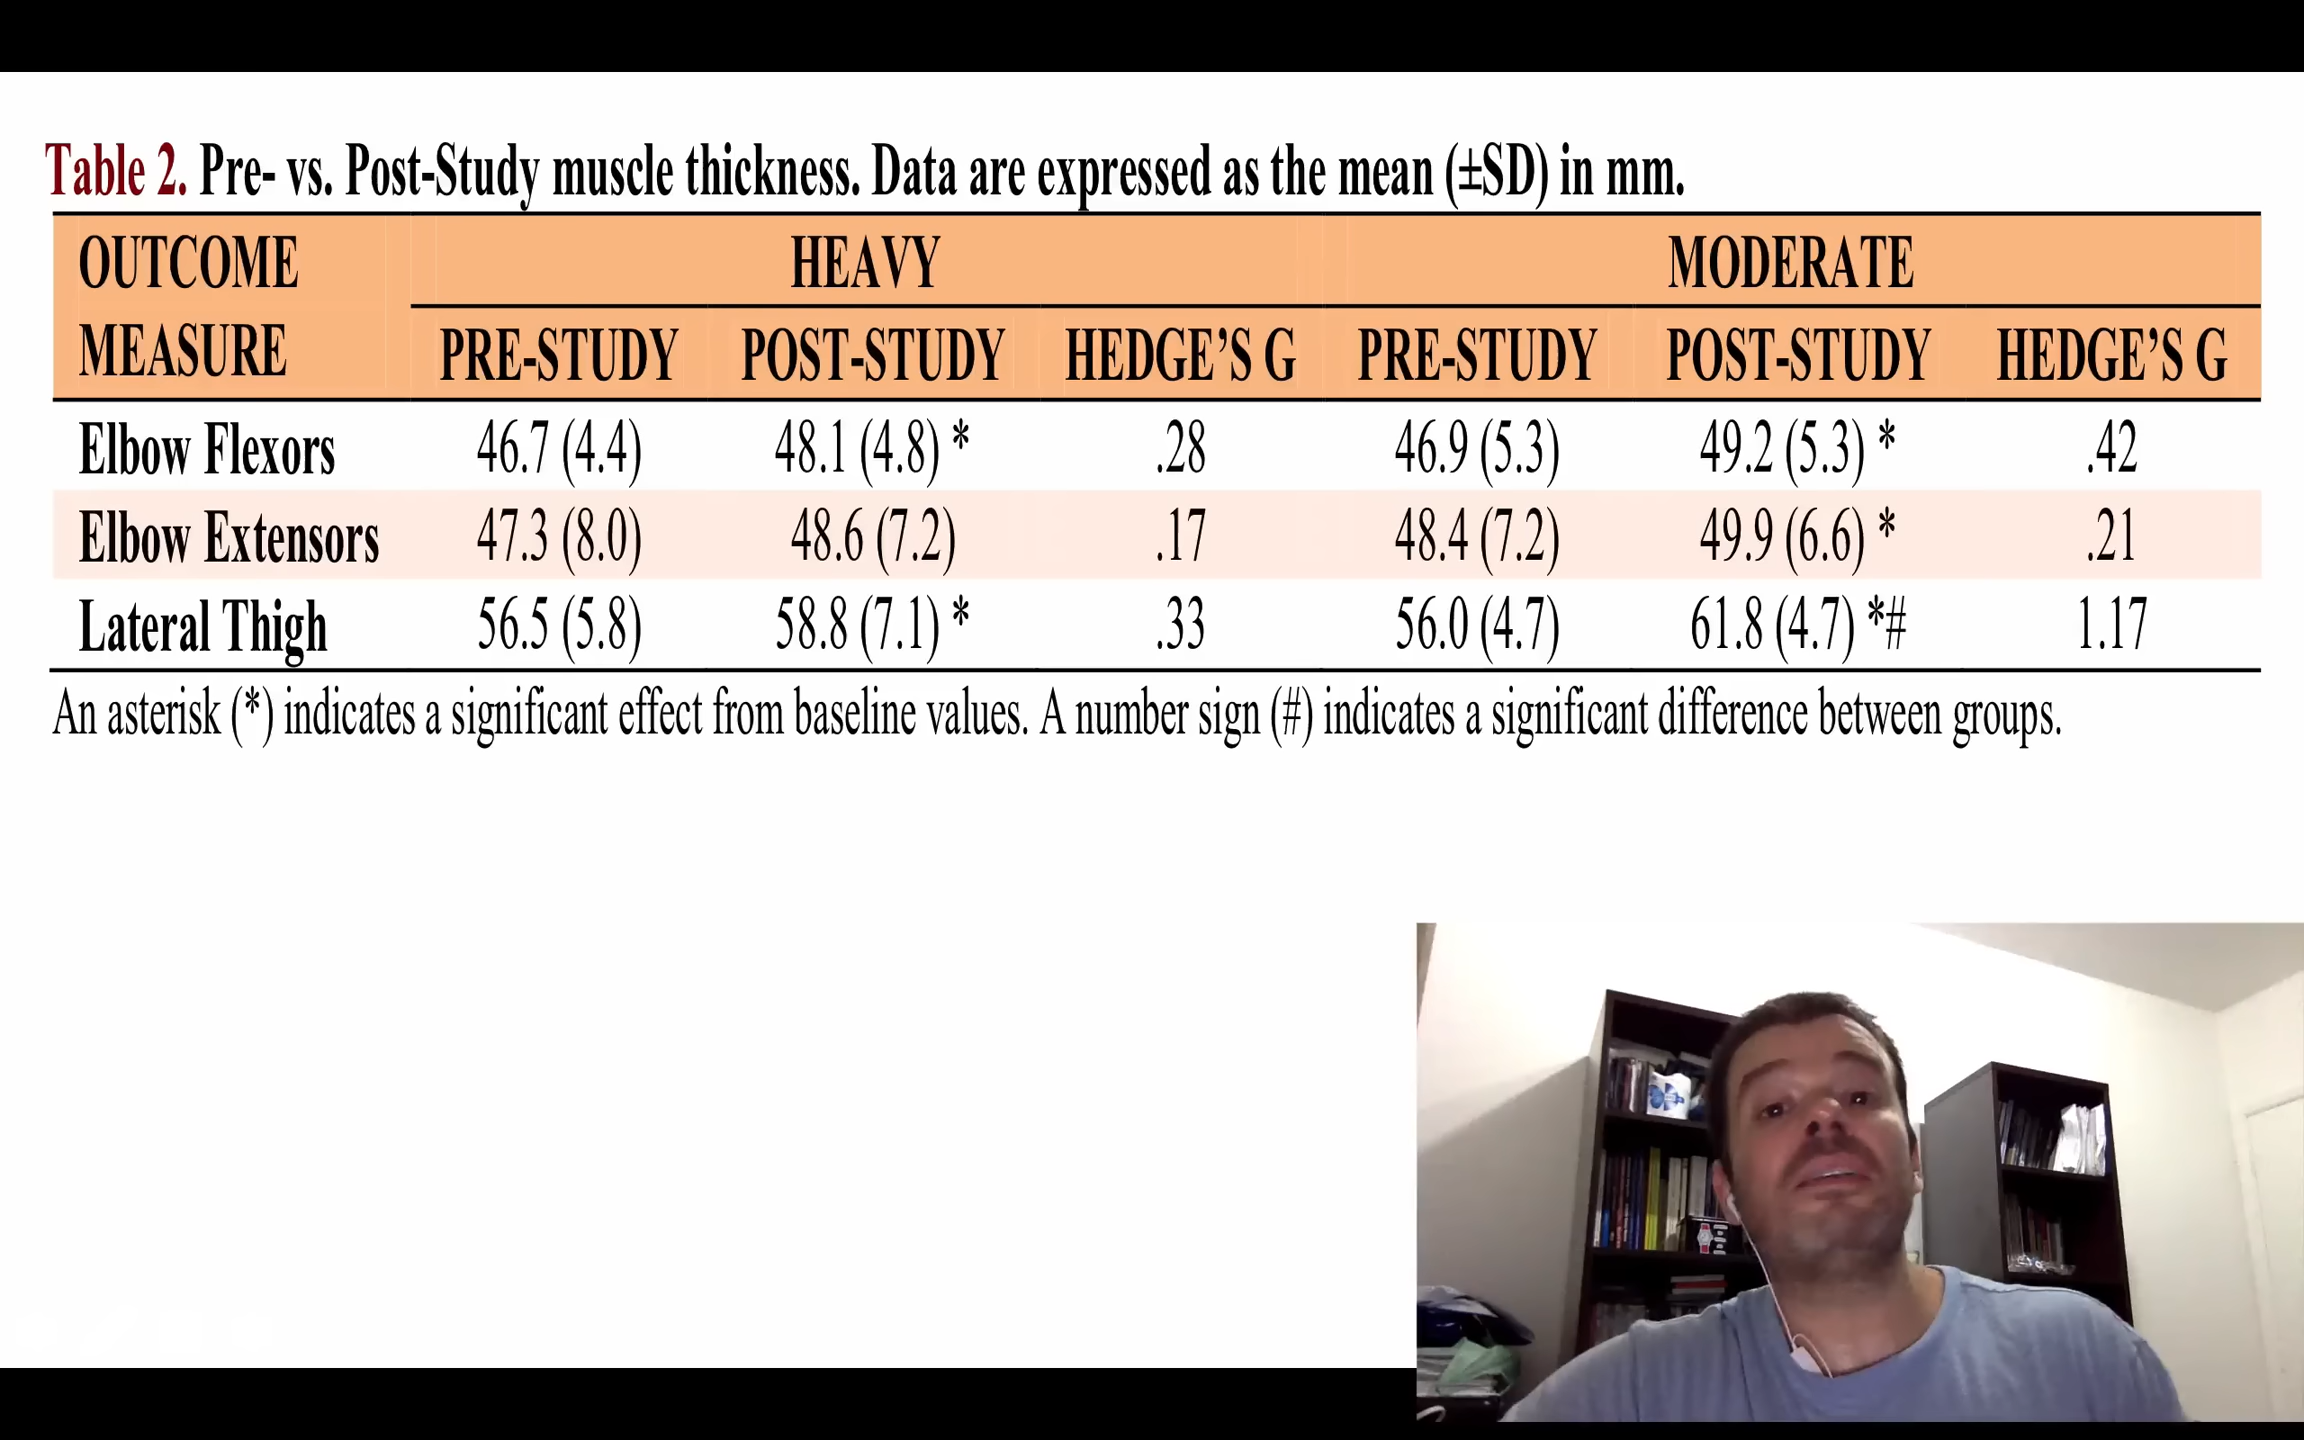 Table 2. Pre- vs. Post-Study muscle thickness. Data are expressed as the mean (±SD) in mm.
OUTCOME MEASURE HEAVY MODERATE
PRE-STUDY POST-STUDY HEDGE’S G PRE-STUDY POST-STUDY HEDGE’S G
Elbow Flexors 46.7 (4.4) 48.1 (4.8) * .28 46.9 (5.3) 49.2 (5.3) * .42
Elbow Extensors 47.3 (8.0) 48.6 (7.2) .17 48.4 (7.2) 49.9 (6.6) * .21
Lateral Thigh 56.5 (5.8) 58.8 (7.1) * .33 56.0 (4.7) 61.8 (4.7) *# 1.17
An asterisk (*) indicates a significant effect from baseline values. A number sign (#) indicates a significant difference between groups.